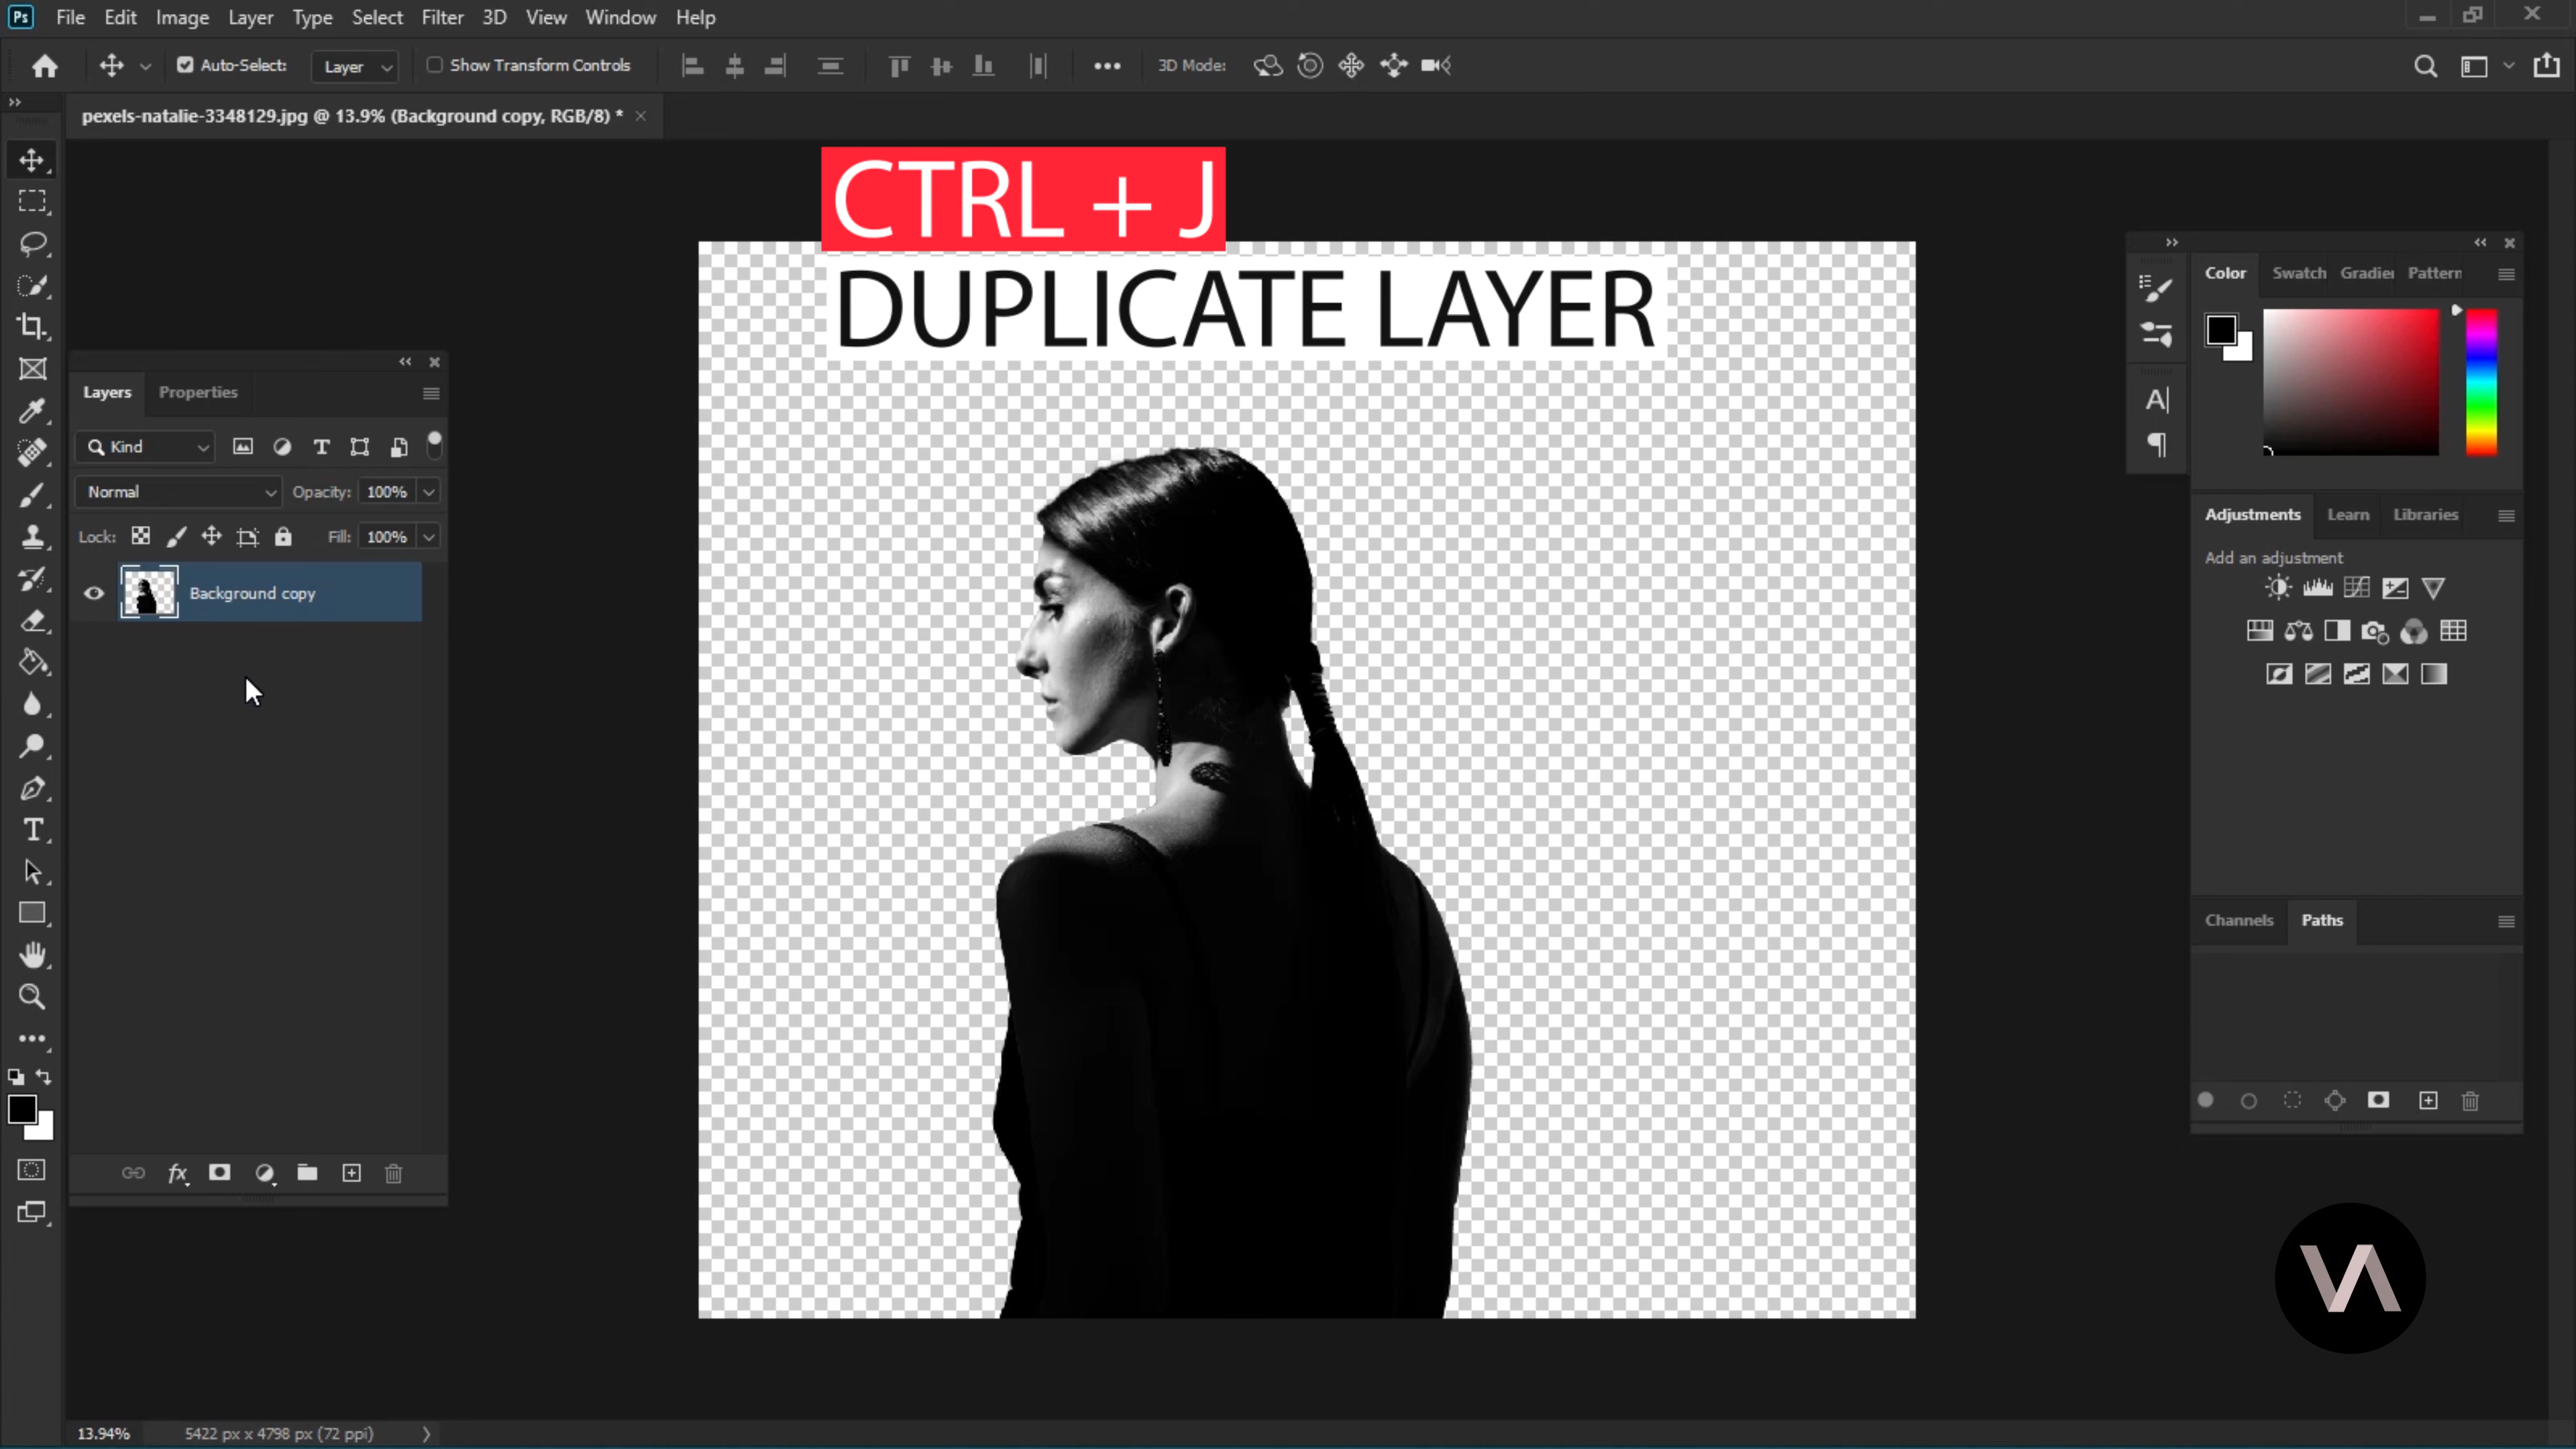 Ps File Edit Image Layer Type Select Filter 3D View Window Help
Auto-Select: Layer Show Transform Controls 3D Mode:
pexels-natalie-3348129.jpg @ 13.9% (Background copy, RGB/8) *
CTRL + J
DUPLICATE LAYER
Layers Properties
Kind
Normal Opacity: 100%
Lock: Fill: 100%
Background copy
Color Swatch Gradie Pattern
Adjustments Learn Libraries
Add an adjustment
Channels Paths
13.94% 5422 px x 4798 px (72 ppi)